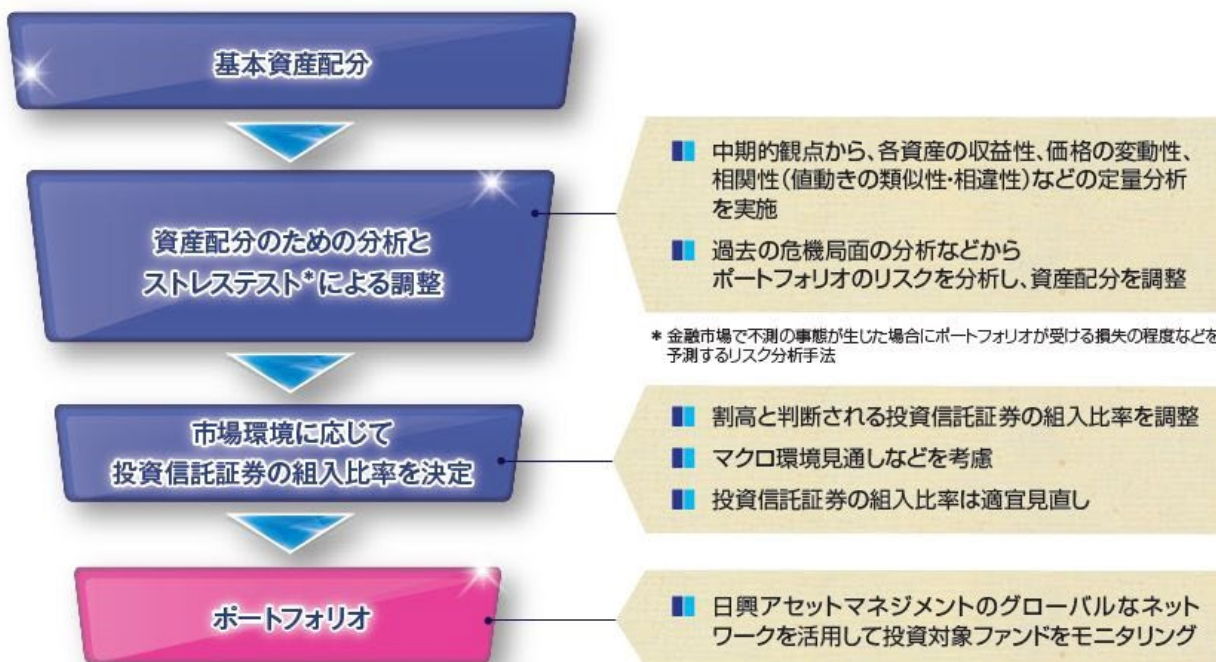 基本資産配分
資産配分のための分析と
ストレステスト*による調整
■ 中期的観点から、各資産の収益性、価格の変動性、
相関性(値動きの類似性・相違性)などの定量分析
を実施
■ 過去の危機局面の分析などから
ポートフォリオのリスクを分析し、資産配分を調整
* 金融市場で不測の事態が生じた場合にポートフォリオが受ける損失の程度などを
予測するリスク分析手法
市場環境に応じて
投資信託証券の組入比率を決定
■ 割高と判断される投資信託証券の組入比率を調整
■ マクロ環境見通しなどを考慮
■ 投資信託証券の組入比率は適宜見直し
ポートフォリオ
■ 日興アセットマネジメントのグローバルなネット
ワークを活用して投資対象ファンドをモニタリング